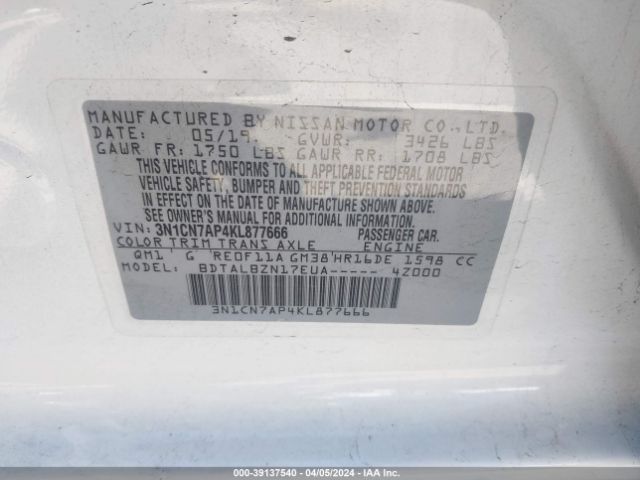 MANUFACTURED BY NISSAN MOTOR CO., LTD.
DATE: 05/19 GVWR: 3426 LBS
GAWR FR: 1750 LBS GAWR RR: 1708 LBS
THIS VEHICLE CONFORMS TO ALL APPLICABLE FEDERAL MOTOR
VEHICLE SAFETY, BUMPER AND THEFT PREVENTION STANDARDS
IN EFFECT ON THE DATE OF MANUFACTURE SHOWN ABOVE.
SEE OWNER'S MANUAL FOR ADDITIONAL INFORMATION.
VIN: 3N1CN7AP4KL877666 PASSENGER CAR.
COLOR TRIM TRANS AXLE ENGINE
QM1 G RE0F11A GM38 HR16DE 1598 CC
MODEL: BDTALBZN17EUA----- 4Z000
3N1CN7AP4KL877666
000-39137540 - 04/05/2024 - IAAI.COM